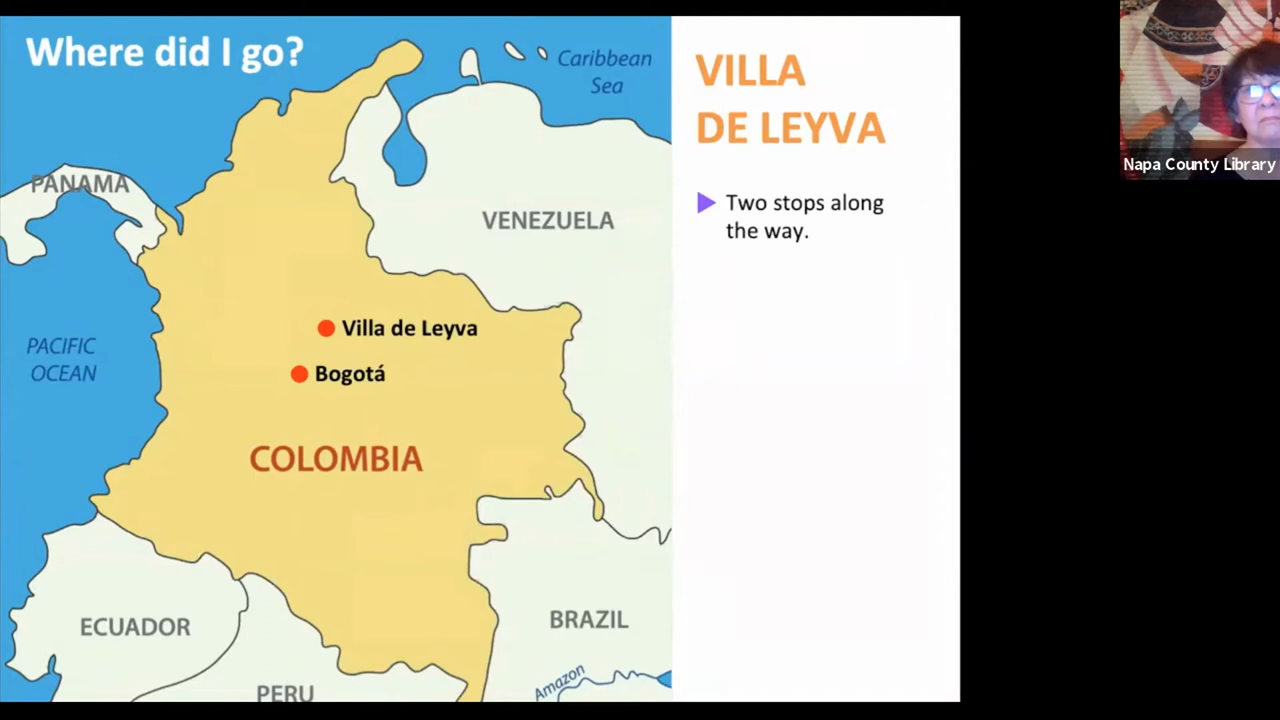 Where did I go?
Caribbean
Sea
PANAMA
VENEZUELA
PACIFIC
OCEAN
Villa de Leyva
Bogotá
COLOMBIA
ECUADOR
BRAZIL
PERU
Amazon
VILLA
DE LEYVA
Two stops along
the way.
Napa County Library